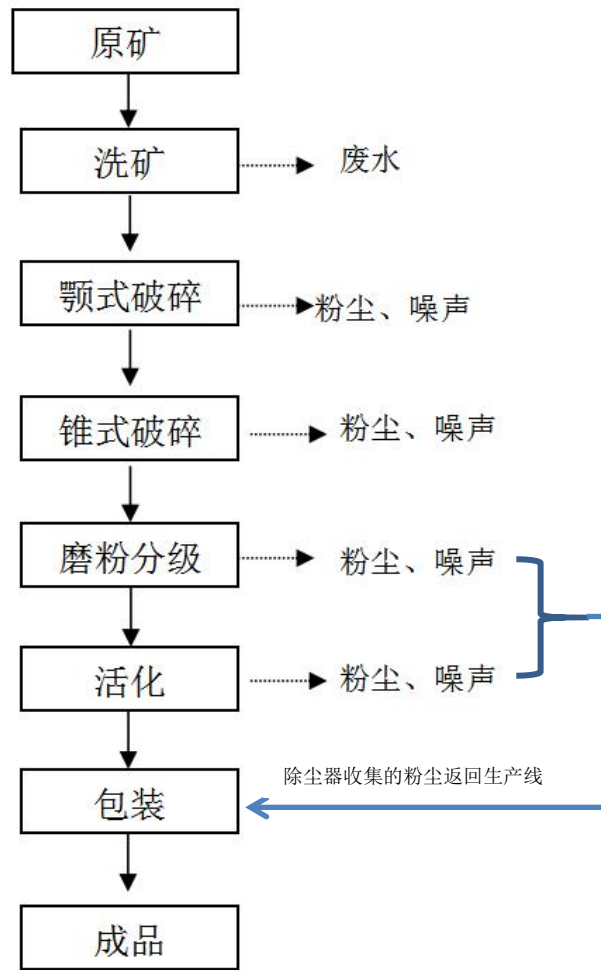 原矿
洗矿
废水
颚式破碎
粉尘、噪声
锥式破碎
粉尘、噪声
磨粉分级
粉尘、噪声
活化
粉尘、噪声
除尘器收集的粉尘返回生产线
包装
成品